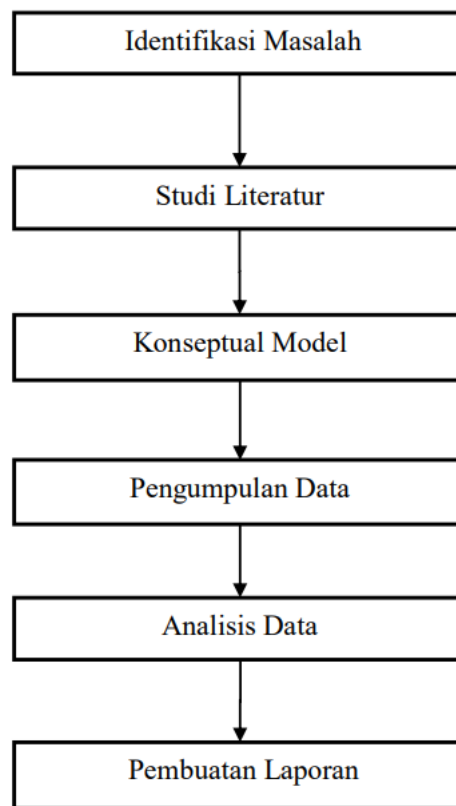 Identifikasi Masalah
Studi Literatur
Konseptual Model
Pengumpulan Data
Analisis Data
Pembuatan Laporan